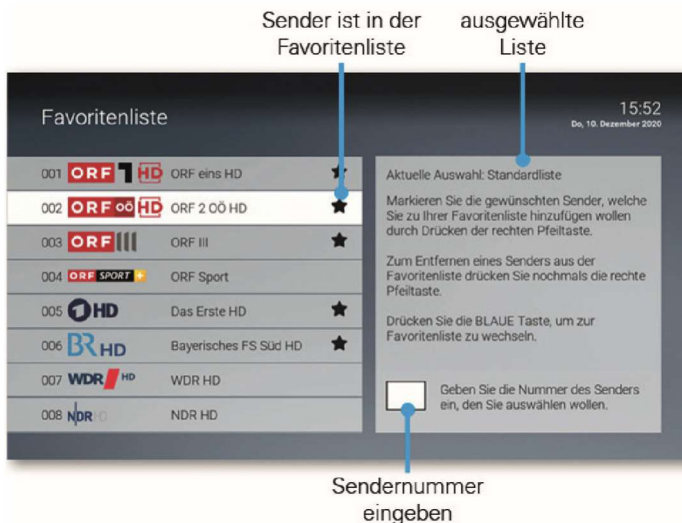 Sender ist in der
Favoritenliste
ausgewählte
Liste
Favoritenliste
15:52
Do, 10. Dezember 2020
001 ORF 1 HD ORF eins HD
002 ORF OÖ HD ORF 2 OÖ HD
003 ORF III ORF III
004 ORF SPORT + ORF Sport
005 1 HD Das Erste HD
006 BR HD Bayerisches FS Süd HD
007 WDR HD WDR HD
008 NDR HD NDR HD
Aktuelle Auswahl: Standardliste
Markieren Sie die gewünschten Sender, welche
Sie zu Ihrer Favoritenliste hinzufügen wollen
durch Drücken der rechten Pfeiltaste.
Zum Entfernen eines Senders aus der
Favoritenliste drücken Sie nochmals die rechte
Pfeiltaste.
Drücken Sie die BLAUE Taste, um zur
Favoritenliste zu wechseln.
Geben Sie die Nummer des Senders
ein, den Sie auswählen wollen.
Sendernummer
eingeben